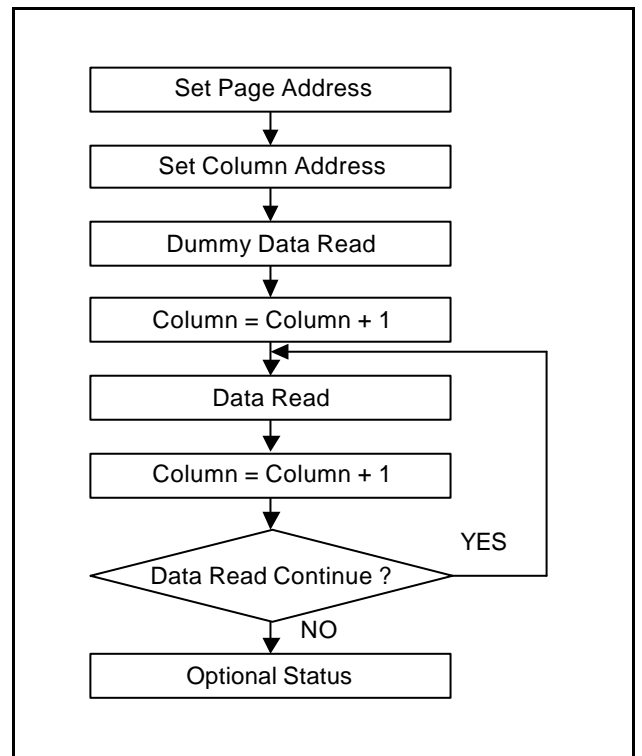 Set Page Address
Set Column Address
Dummy Data Read
Column = Column + 1
Data Read
Column = Column + 1
YES
Data Read Continue ?
NO
Optional Status